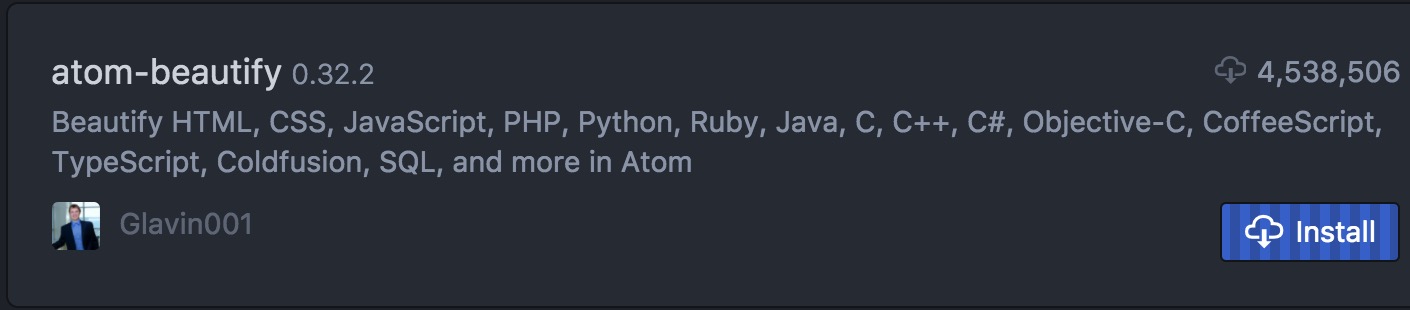 atom-beautify 0.32.2 4,538,506
Beautify HTML, CSS, JavaScript, PHP, Python, Ruby, Java, C, C++, C#, Objective-C, CoffeeScript,
TypeScript, Coldfusion, SQL, and more in Atom
Glavin001 Install